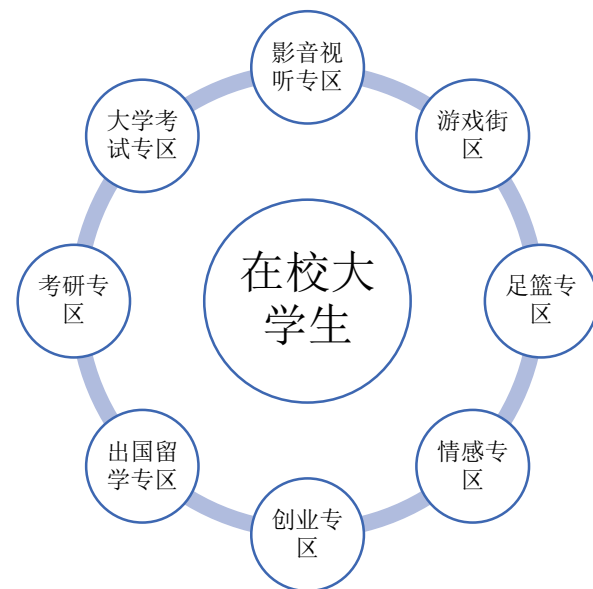 影音视
听专区
游戏街
区
足篮专
区
情感专
区
创业专
区
出国留
学专区
考研专
区
大学考
试专区
在校大
学生